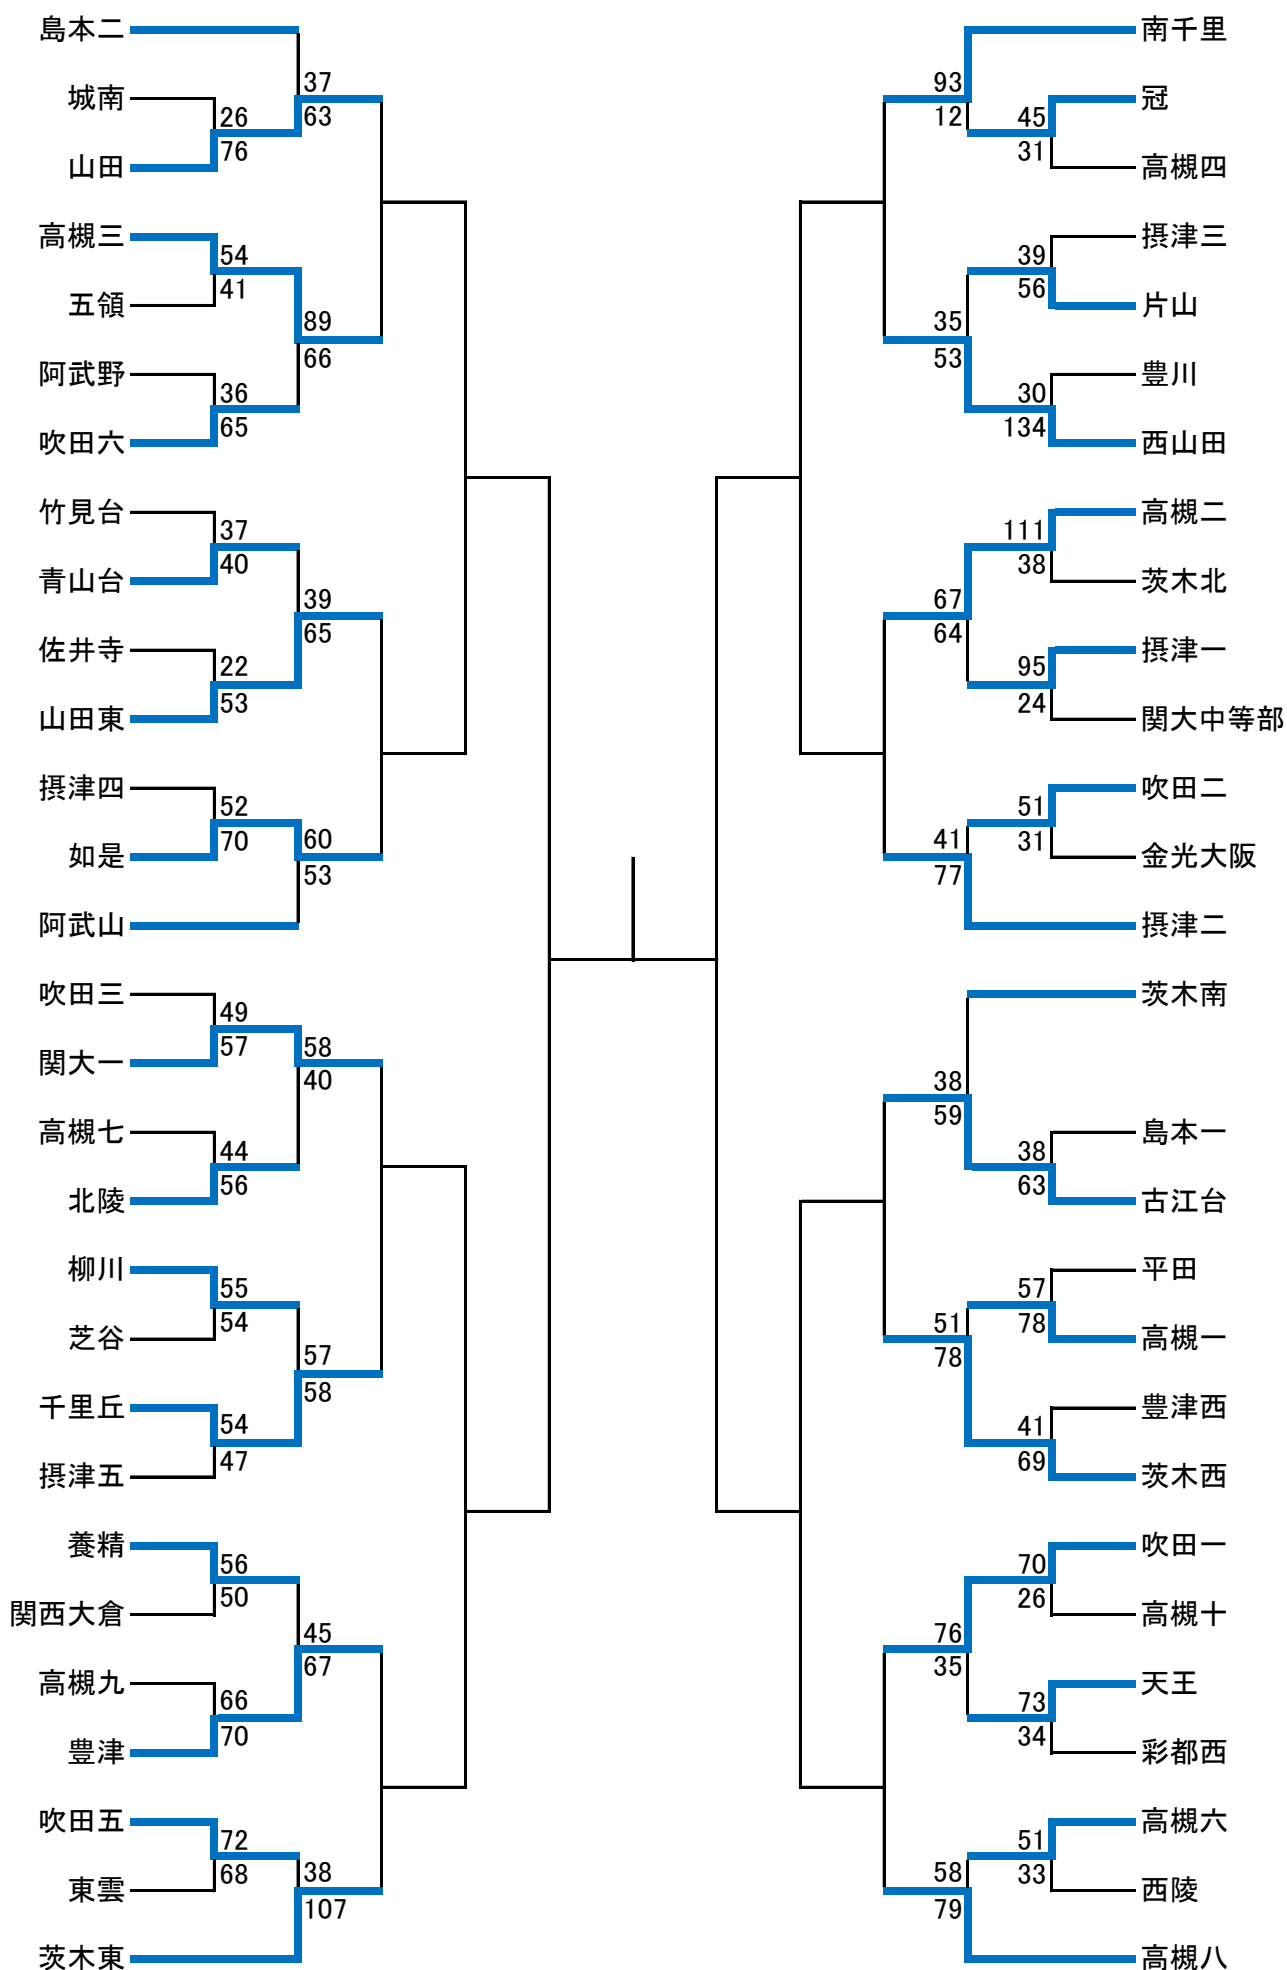 島本二
37
城南
63
26
76
山田
高槻三
54
41
五領
89
66
阿武野
36
65
吹田六
竹見台
37
40
青山台
39
65
佐井寺
22
53
山田東
摂津四
52
70
如是
60
53
阿武山
吹田三
49
57
関大一
58
40
高槻七
44
56
北陵
柳川
55
54
芝谷
57
58
千里丘
54
47
摂津五
養精
56
50
関西大倉
45
67
高槻九
66
70
豊津
吹田五
72
68
東雲
38
107
茨木東
南千里
93
12
冠
45
31
高槻四
摂津三
39
56
片山
35
53
豊川
30
134
西山田
高槻二
111
38
茨木北
67
64
摂津一
95
24
関大中等部
吹田二
51
31
金光大阪
41
77
摂津二
茨木南
38
59
島本一
38
63
古江台
平田
57
78
高槻一
51
78
豊津西
41
69
茨木西
吹田一
70
26
高槻十
76
35
天王
73
34
彩都西
高槻六
51
33
西陵
58
79
高槻八